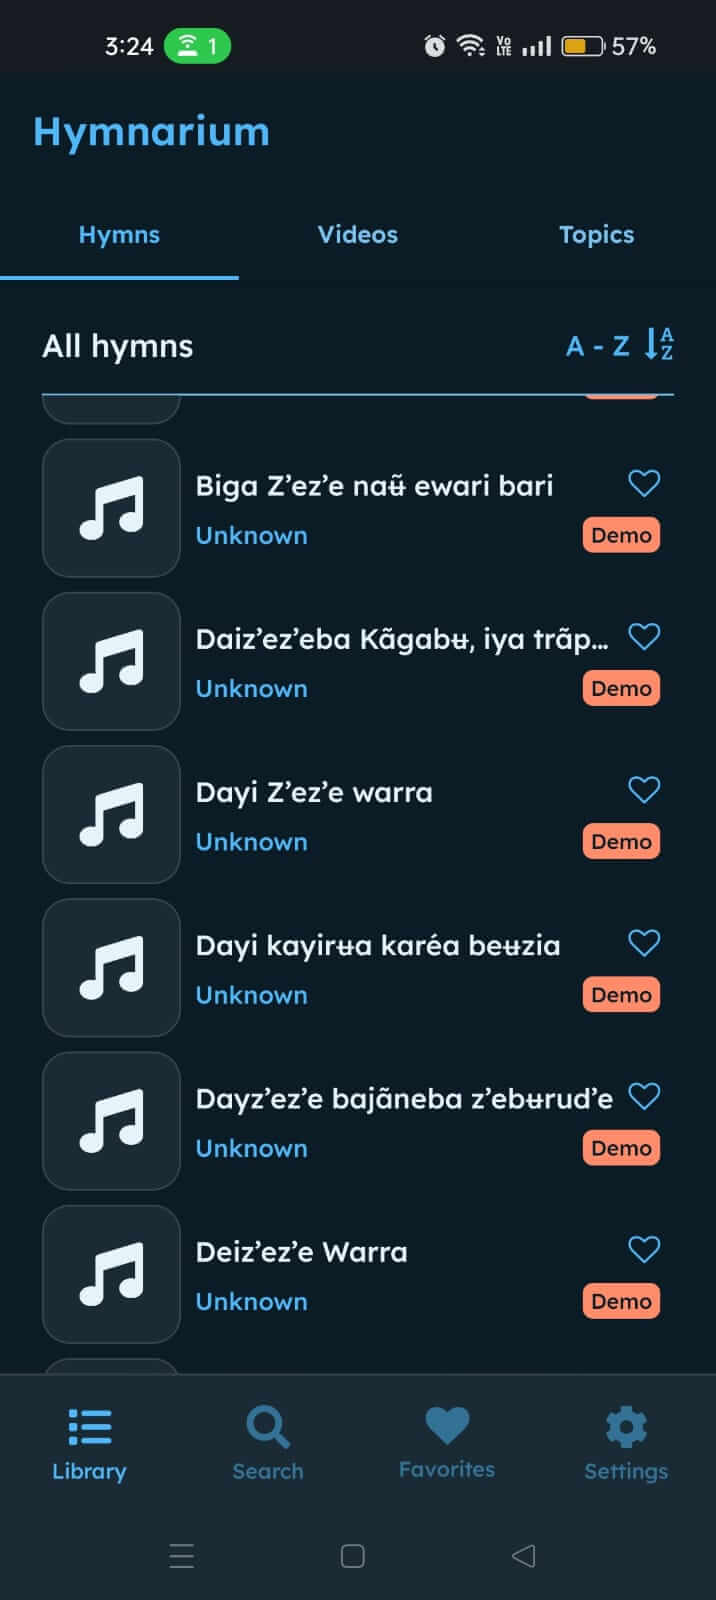 3:24 1 Vo LTE 57%
Hymnarium
Hymns Videos Topics
All hymns A - Z A Z
Biga Z’ez’e naʉ̃ ewari bari
Unknown Demo
Daiz’ez’eba Kãgabʉ, iya trãp...
Unknown Demo
Dayi Z’ez’e warra
Unknown Demo
Dayi kayirʉa karéa beʉzia
Unknown Demo
Dayz’ez’e bajãneba z’ebʉrud’e
Unknown Demo
Deiz’ez’e Warra
Unknown Demo
Library Search Favorites Settings